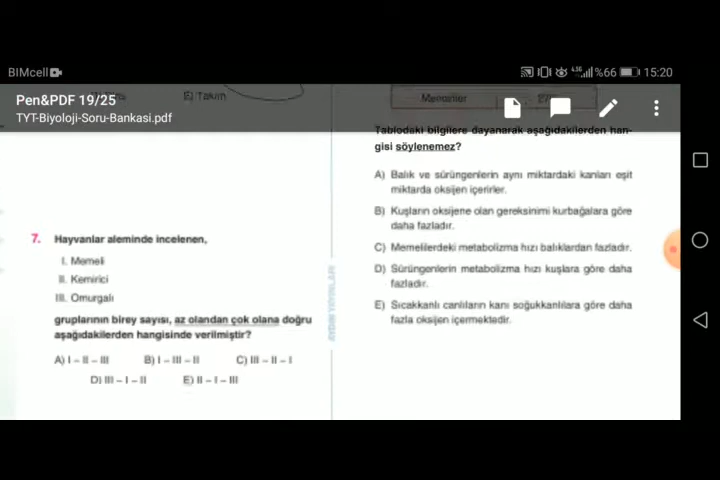 BIMcell
%66 15:20
Pen&PDF 19/25
TYT-Biyoloji-Soru-Bankasi.pdf
E) Takım
Memeliler
Tablodaki bilgilere dayanarak aşağıdakilerden han-
gisi söylenemez?
A) Balık ve sürüngenlerin aynı miktardaki kanları eşit
miktarda oksijen içerirler.
B) Kuşların oksijene olan gereksinimi kurbağalara göre
daha fazladır.
C) Memelilerdeki metabolizma hızı balıklardan fazladır.
D) Sürüngenlerin metabolizma hızı kuşlara göre daha
fazladır.
E) Sıcakkanlı canlıların kanı soğukkanlılara göre daha
fazla oksijen içermektedir.
7. Hayvanlar aleminde incelenen,
I. Memeli
II. Kemirici
III. Omurgalı
gruplarının birey sayısı, az olandan çok olana doğru
aşağıdakilerden hangisinde verilmiştir?
A) I – II – III B) I – III – II C) III – II – I
D) III – I – II E) II – I – III
AYDIN YAYINLARI